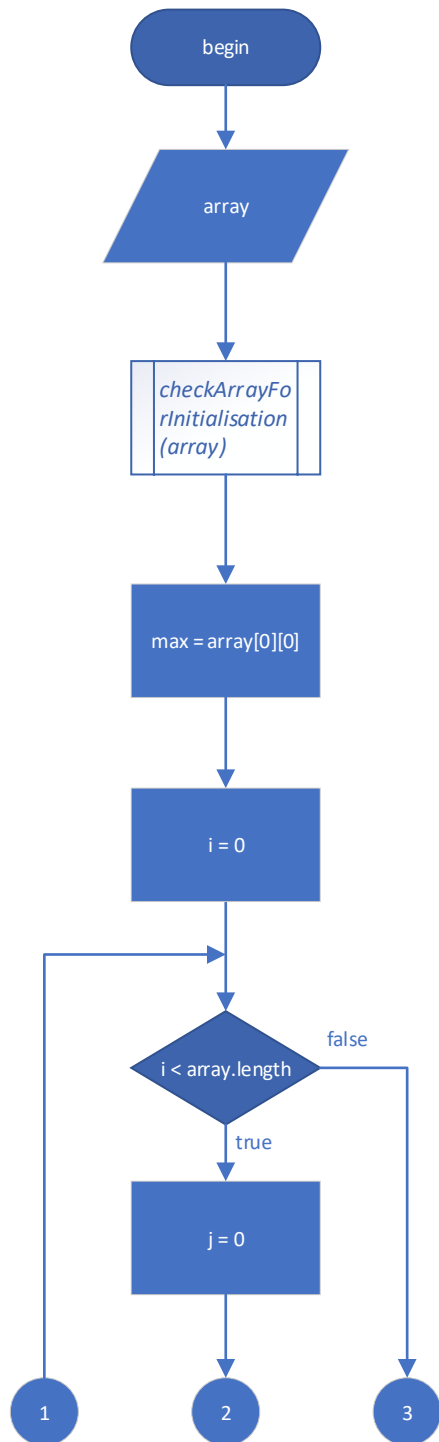 begin
array
checkArrayFo
rInitialisation
(array)
max = array[0][0]
i = 0
i < array.length
false
true
j = 0
1
2
3